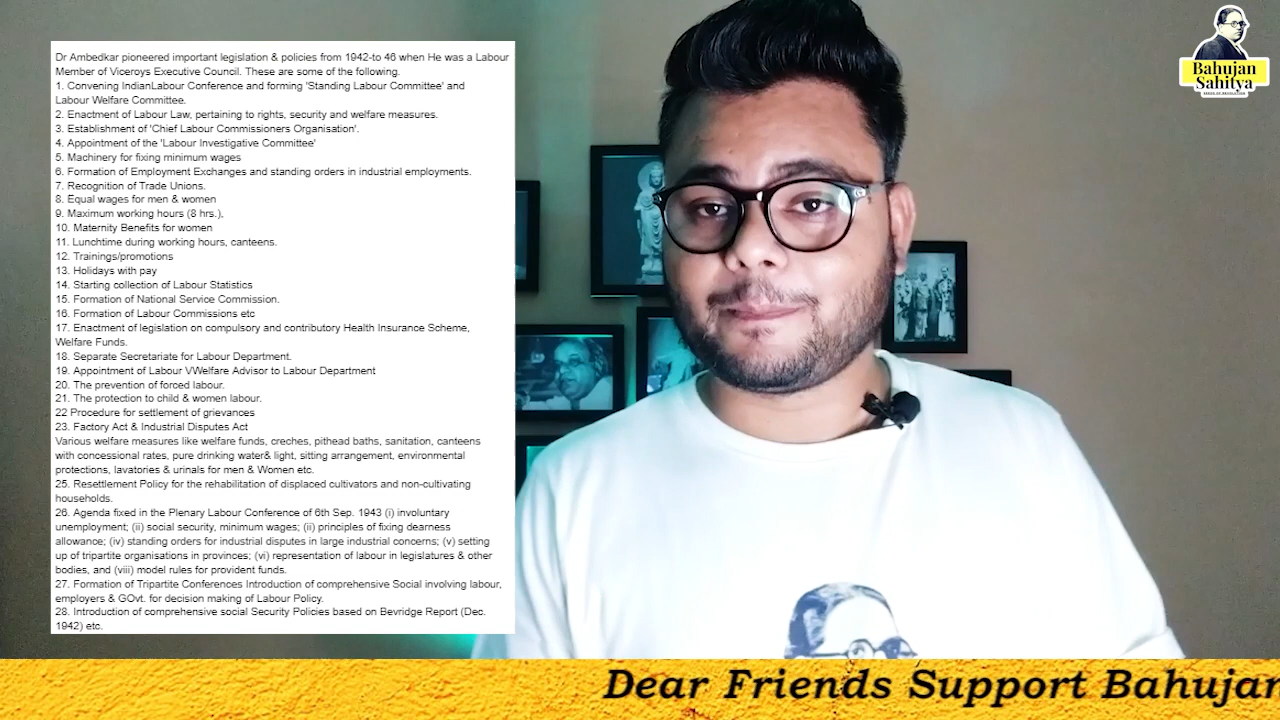 Dr Ambedkar pioneered important legislation & policies from 1942-to 46 when He was a Labour
Member of Viceroys Executive Council. These are some of the following.
1. Convening IndianLabour Conference and forming 'Standing Labour Committee' and
Labour Welfare Committee.
2. Enactment of Labour Law, pertaining to rights, security and welfare measures.
3. Establishment of 'Chief Labour Commissioners Organisation'.
4. Appointment of the 'Labour Investigative Committee'
5. Machinery for fixing minimum wages
6. Formation of Employment Exchanges and standing orders in industrial employments.
7. Recognition of Trade Unions.
8. Equal wages for men & women
9. Maximum working hours (8 hrs.),
10. Maternity Benefits for women
11. Lunchtime during working hours, canteens.
12. Trainings/promotions
13. Holidays with pay
14. Starting collection of Labour Statistics
15. Formation of National Service Commission.
16. Formation of Labour Commissions etc
17. Enactment of legislation on compulsory and contributory Health Insurance Scheme,
Welfare Funds.
18. Separate Secretariate for Labour Department.
19. Appointment of Labour VWelfare Advisor to Labour Department
20. The prevention of forced labour.
21. The protection to child & women labour.
22 Procedure for settlement of grievances
23. Factory Act & Industrial Disputes Act
Various welfare measures like welfare funds, creches, pithead baths, sanitation, canteens
with concessional rates, pure drinking water& light, sitting arrangement, environmental
protections, lavatories & urinals for men & Women etc.
25. Resettlement Policy for the rehabilitation of displaced cultivators and non-cultivating
households.
26. Agenda fixed in the Plenary Labour Conference of 6th Sep. 1943 (i) involuntary
unemployment; (ii) social security, minimum wages; (ii) principles of fixing dearness
allowance; (iv) standing orders for industrial disputes in large industrial concerns; (v) setting
up of tripartite organisations in provinces; (vi) representation of labour in legislatures & other
bodies, and (viii) model rules for provident funds.
27. Formation of Tripartite Conferences Introduction of comprehensive Social involving labour,
employers & GOvt. for decision making of Labour Policy.
28. Introduction of comprehensive social Security Policies based on Bevridge Report (Dec.
1942) etc.
Bahujan
Sahitya
Dear Friends Support Bahujan